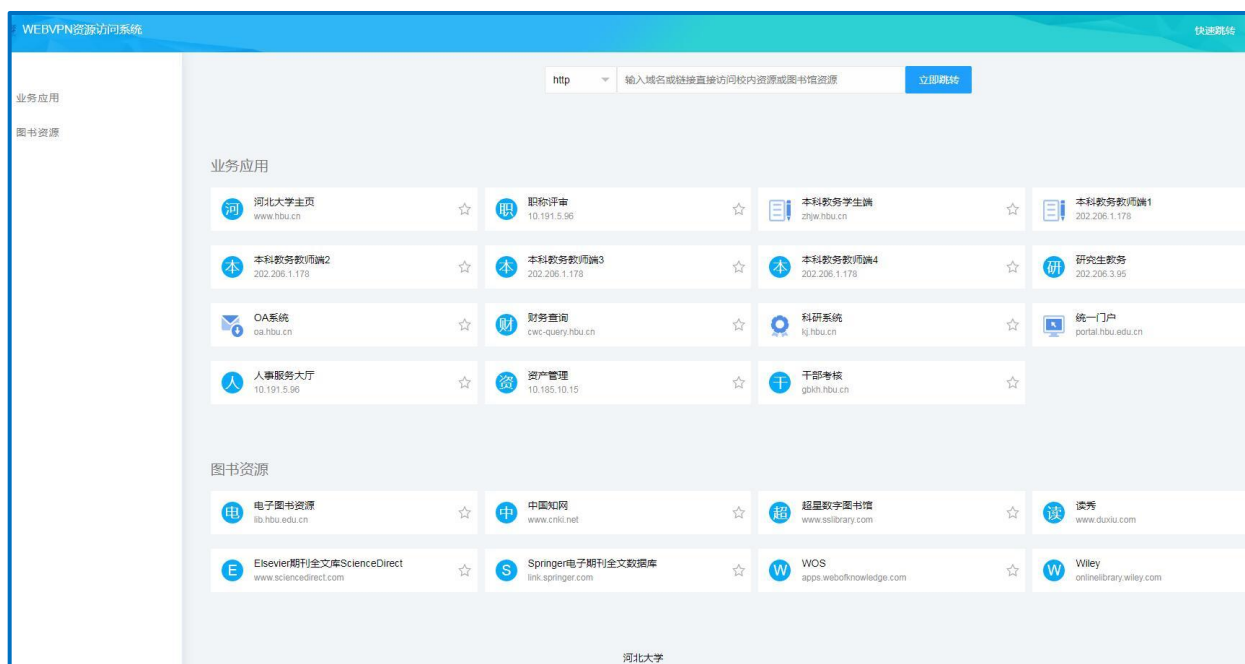 WEBVPN资源访问系统
快速跳转
http
输入域名或链接直接访问校内资源或图书馆资源
立即跳转
业务应用
图书资源
业务应用
河
河北大学主页
www.hbu.cn
职
职称评审
10.191.5.96
本科教务学生端
zhjw.hbu.cn
本科教务教师端1
202.206.1.178
本
本科教务教师端2
202.206.1.178
本
本科教务教师端3
202.206.1.178
本
本科教务教师端4
202.206.1.178
研
研究生教务
202.206.3.95
OA系统
oa.hbu.cn
财
财务查询
cwc-query.hbu.cn
科研系统
kj.hbu.cn
统一门户
portal.hbu.edu.cn
人
人事服务大厅
10.191.5.96
资
资产管理
10.185.10.15
干
干部考核
gbkh.hbu.cn
图书资源
电
电子图书资源
lib.hbu.edu.cn
中
中国知网
www.cnki.net
超
超星数字图书馆
www.sslibrary.com
读
读秀
www.duxiu.com
E
Elsevier期刊全文库ScienceDirect
www.sciencedirect.com
S
Springer电子期刊全文数据库
link.springer.com
W
WOS
apps.webofknowledge.com
W
Wiley
onlinelibrary.wiley.com
河北大学